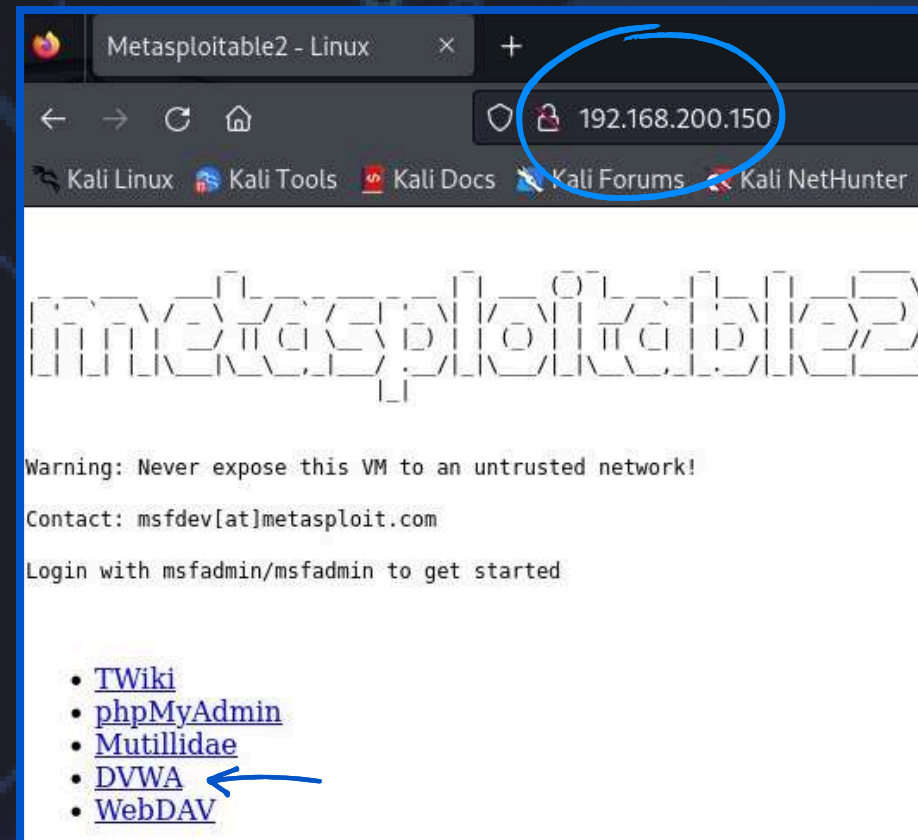 Metasploitable2 - Linux
192.168.200.150
Kali Linux Kali Tools Kali Docs Kali Forums Kali NetHunter
metasploitable2
Warning: Never expose this VM to an untrusted network!
Contact: msfdev[at]metasploit.com
Login with msfadmin/msfadmin to get started
TWiki
phpMyAdmin
Mutillidae
DVWA
WebDAV